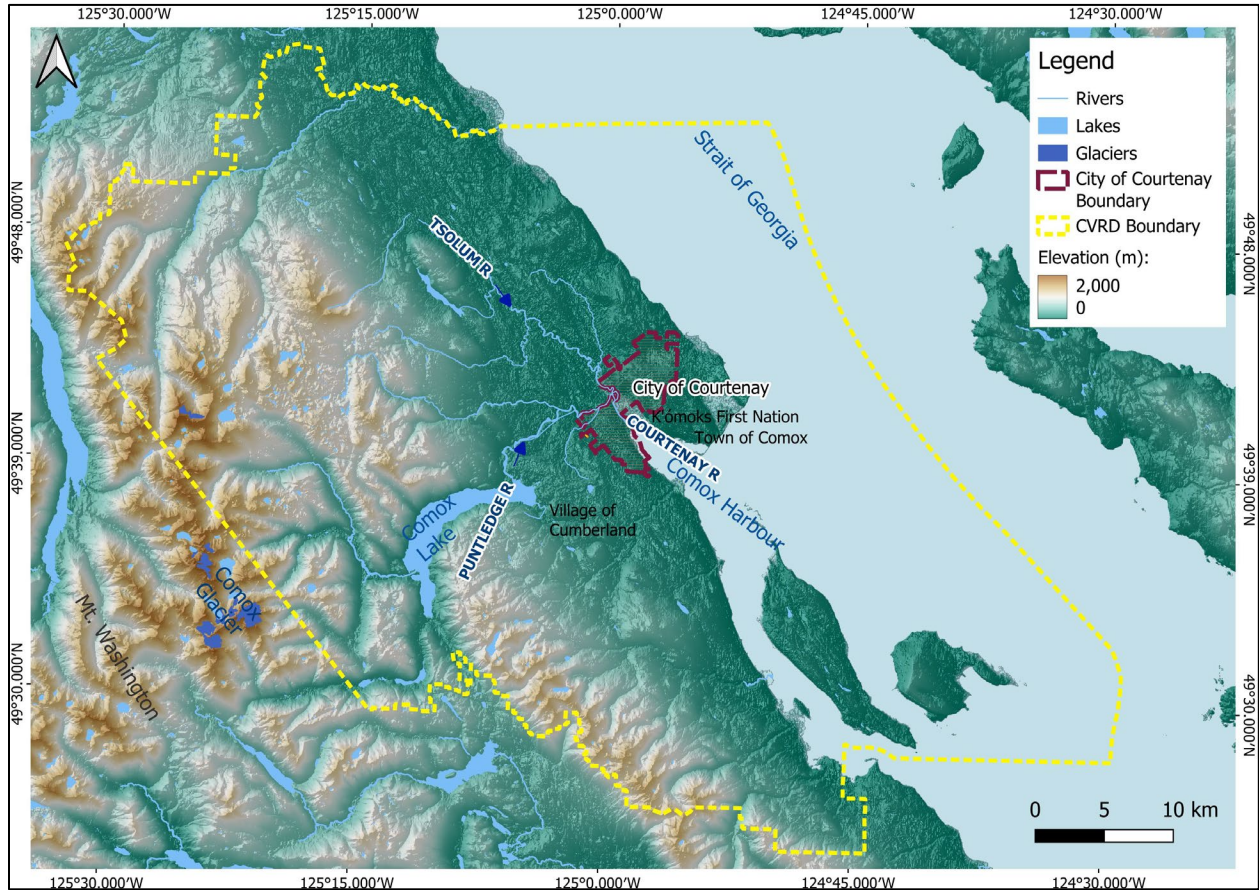 125°30.000'W 125°15.000'W 125°0.000'W 124°45.000'W 124°30.000'W
Legend
Rivers
Lakes
Glaciers
City of Courtenay
Boundary
CVRD Boundary
Elevation (m):
2,000
0
Strait of Georgia
49°48.000'N
49°48.000'N
TSOLUM R
City of Courtenay
K'ómoks First Nation
Town of Comox
COURTENAY R
Comox Harbour
49°39.000'N
49°39.000'N
Comox
Lake
PUNTLEDGE R
Village of
Cumberland
Comox
Glacier
Mt. Washington
49°30.000'N
49°30.000'N
0 5 10 km
125°30.000'W 125°15.000'W 125°0.000'W 124°45.000'W 124°30.000'W